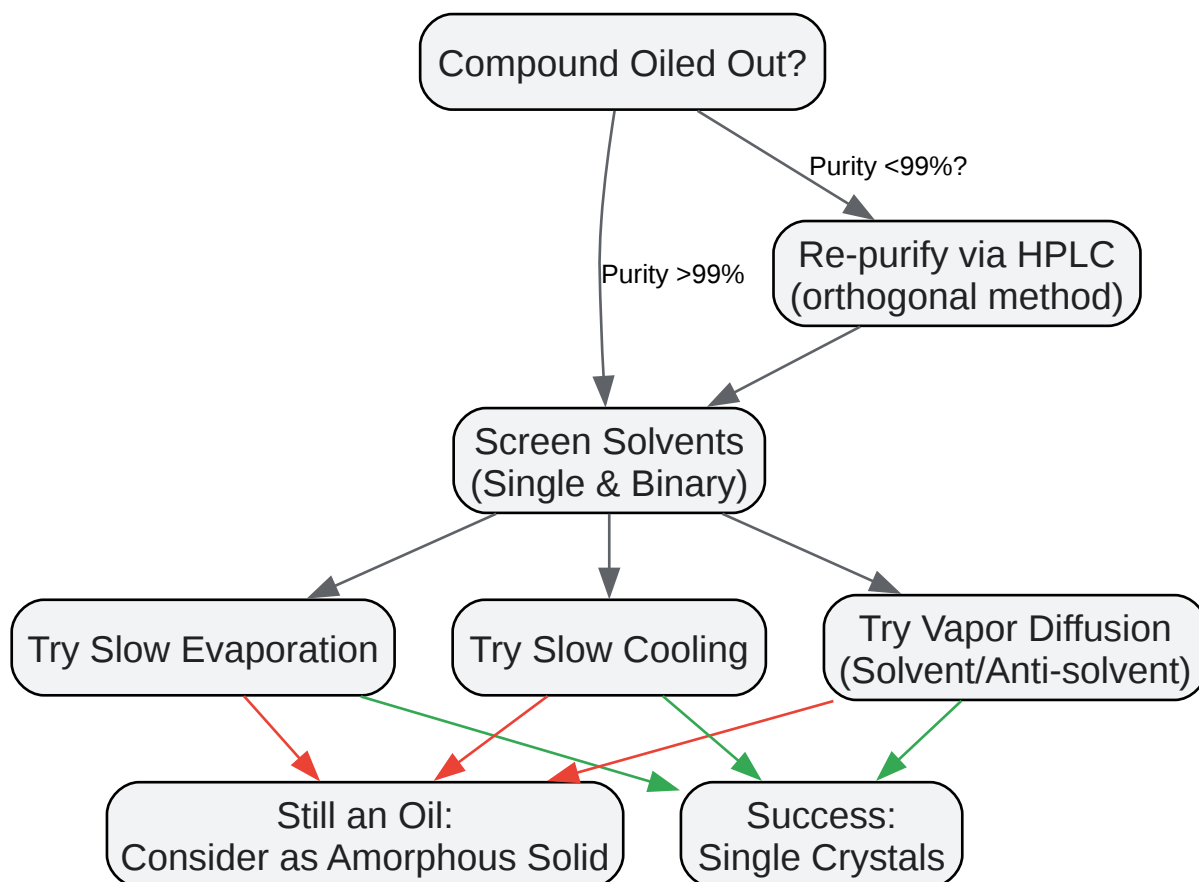 Compound Oiled Out?
Purity <99%?
Purity >99%
Re-purify via HPLC
(orthogonal method)
Screen Solvents
(Single & Binary)
Try Slow Evaporation
Try Slow Cooling
Try Vapor Diffusion
(Solvent/Anti-solvent)
Still an Oil:
Consider as Amorphous Solid
Success:
Single Crystals